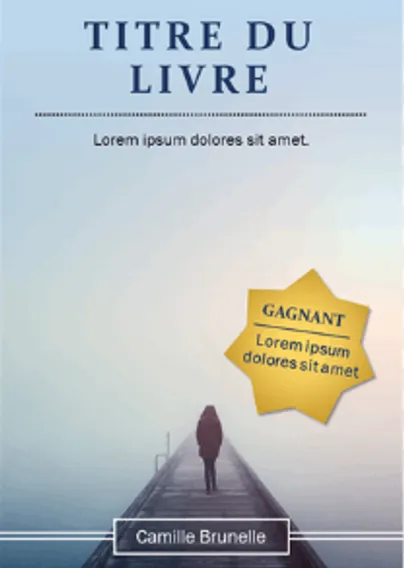 TITRE DU
LIVRE
Lorem ipsum dolores sit amet.
GAGNANT
Lorem ipsum
dolores sit amet
Camille Brunelle